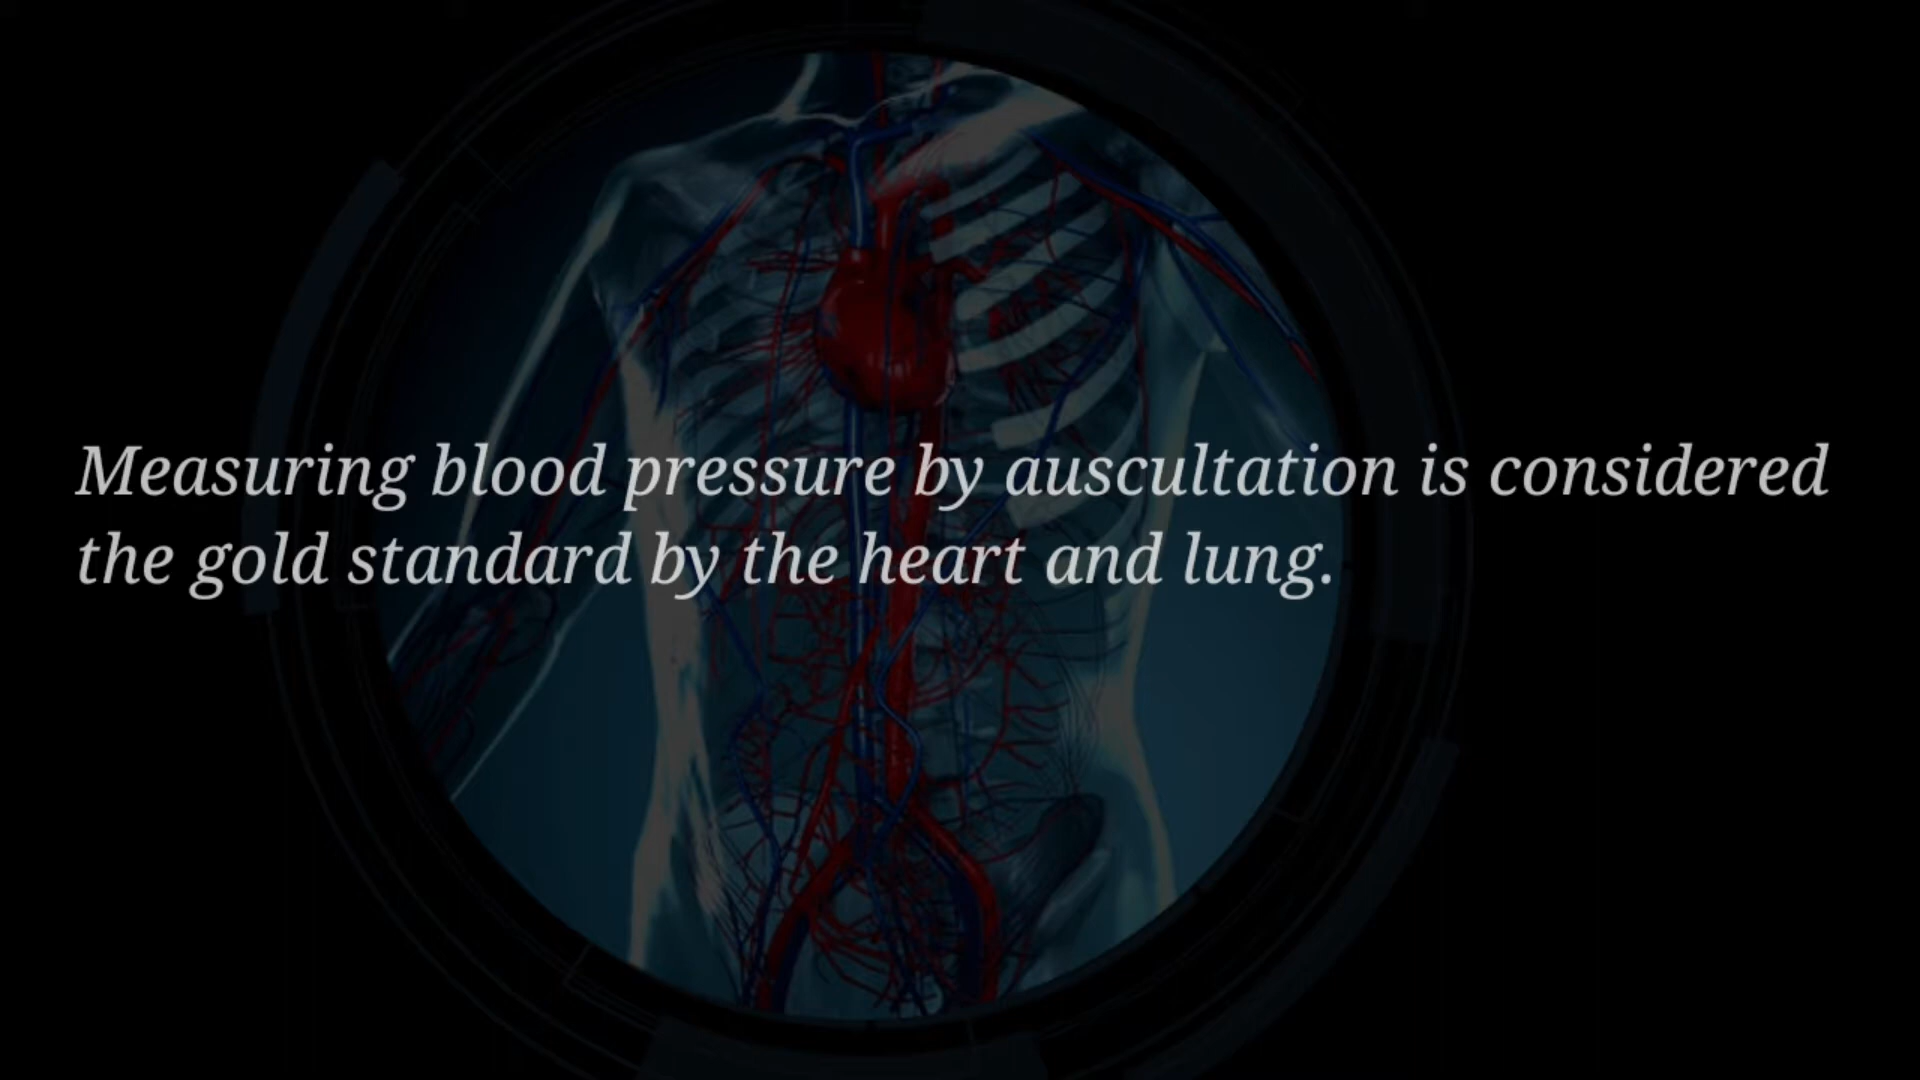 Measuring blood pressure by auscultation is considered
the gold standard by the heart and lung.